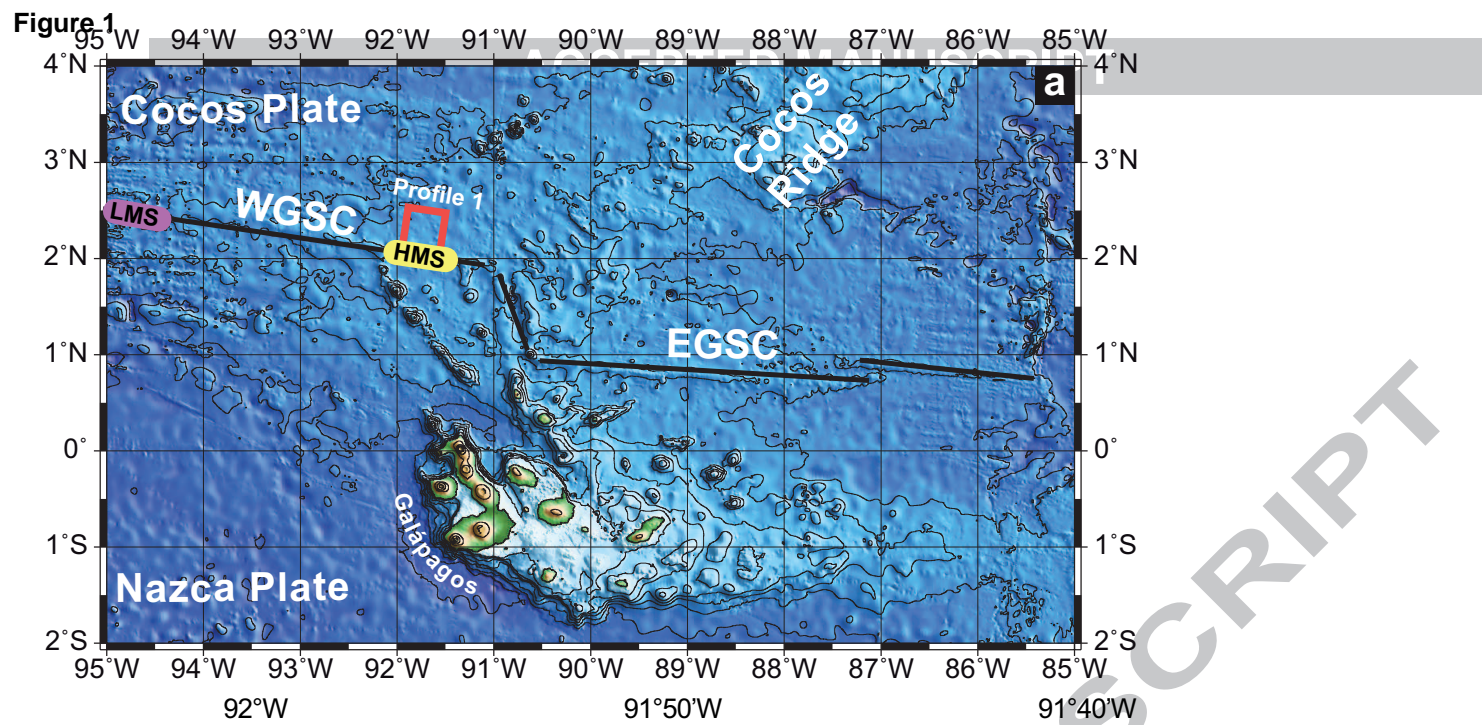 Figure 1
95°W 94°W 93°W 92°W 91°W 90°W 89°W 88°W 87°W 86°W 85°W
ACCEPTED MANUSCRIPT
4°N 4°N
a
Cocos Plate
Cocos
Ridge
3°N 3°N
Profile 1
LMS
WGSC
HMS
2°N 2°N
1°N 1°N
EGSC
0° 0°
Galápagos
1°S 1°S
Nazca Plate
2°S 2°S
95°W 94°W 93°W 92°W 91°W 90°W 89°W 88°W 87°W 86°W 85°W
92°W 91°50'W 91°40'W
SCRIPT